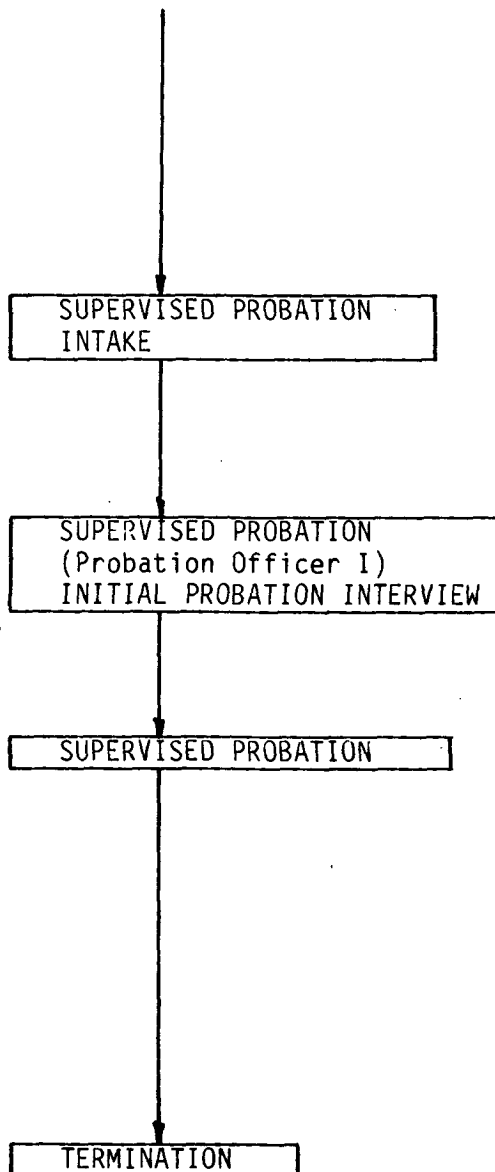 SUPERVISED PROBATION
INTAKE
SUPERVISED PROBATION
(Probation Officer I)
INITIAL PROBATION INTERVIEW
SUPERVISED PROBATION
TERMINATION